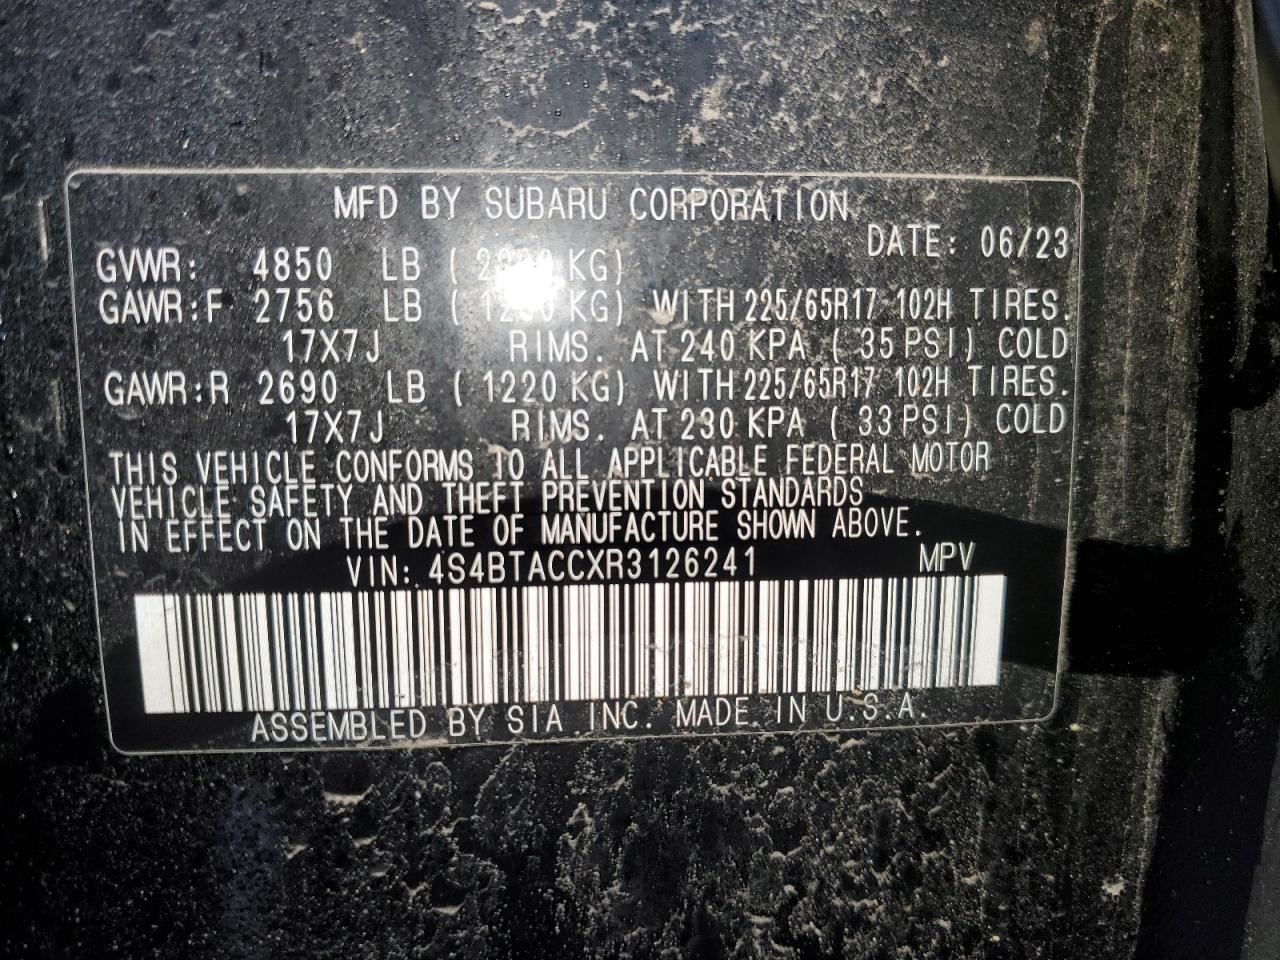 MFD BY SUBARU CORPORATION
DATE: 06/23
GVWR: 4850 LB ( KG)
GAWR:F 2756 LB ( KG) WITH 225/65R17 102H TIRES.
17X7J RIMS. AT 240 KPA ( 35 PSI) COLD
GAWR:R 2690 LB ( 1220 KG) WITH 225/65R17 102H TIRES.
17X7J RIMS. AT 230 KPA ( 33 PSI) COLD
THIS VEHICLE CONFORMS TO ALL APPLICABLE FEDERAL MOTOR
VEHICLE SAFETY AND THEFT PREVENTION STANDARDS
IN EFFECT ON THE DATE OF MANUFACTURE SHOWN ABOVE.
VIN: 4S4BTACCXR3126241 MPV
ASSEMBLED BY SIA INC. MADE IN U.S.A.